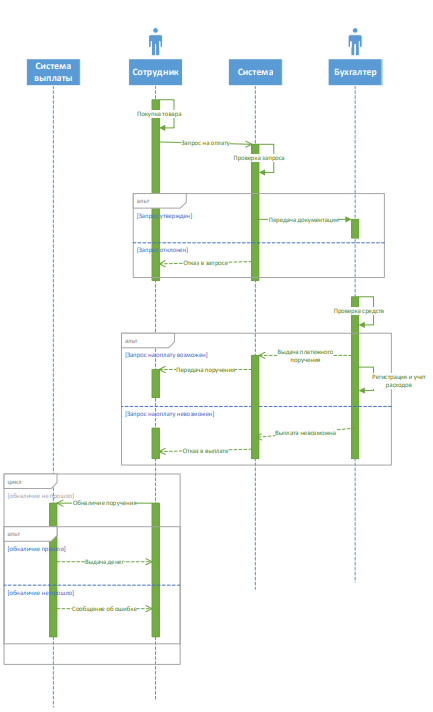 Система
выплаты
Сотрудник
Система
Бухгалтер
Покупка товара
Запрос на оплату
Проверка запроса
альт
[Запрос утвержден]
Передача документации
[Запрос отклонен]
Отказ в запросе
Проверка средств
альт
[Запрос на оплату возможен]
Выдача платежного
поручения
Передача поручения
Регистрация и учет
расходов
[Запрос на оплату невозможен]
Выплата невозможна
Отказ в выплате
цикл
[обналичие не прошло]
Обналичие поручения
альт
[обналичие прошло]
Выдача денег
[обналичие не прошло]
Сообщение об ошибке